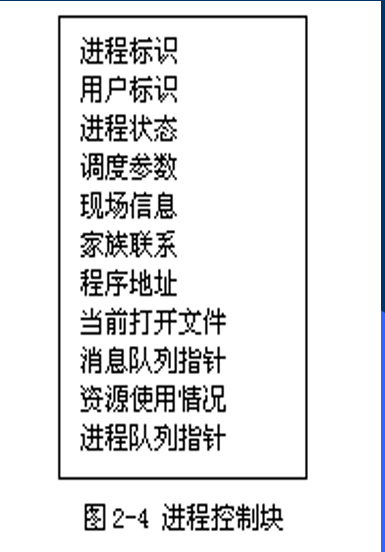 进程标识
用户标识
进程状态
调度参数
现场信息
家族联系
程序地址
当前打开文件
消息队列指针
资源使用情况
进程队列指针
图2-4 进程控制块